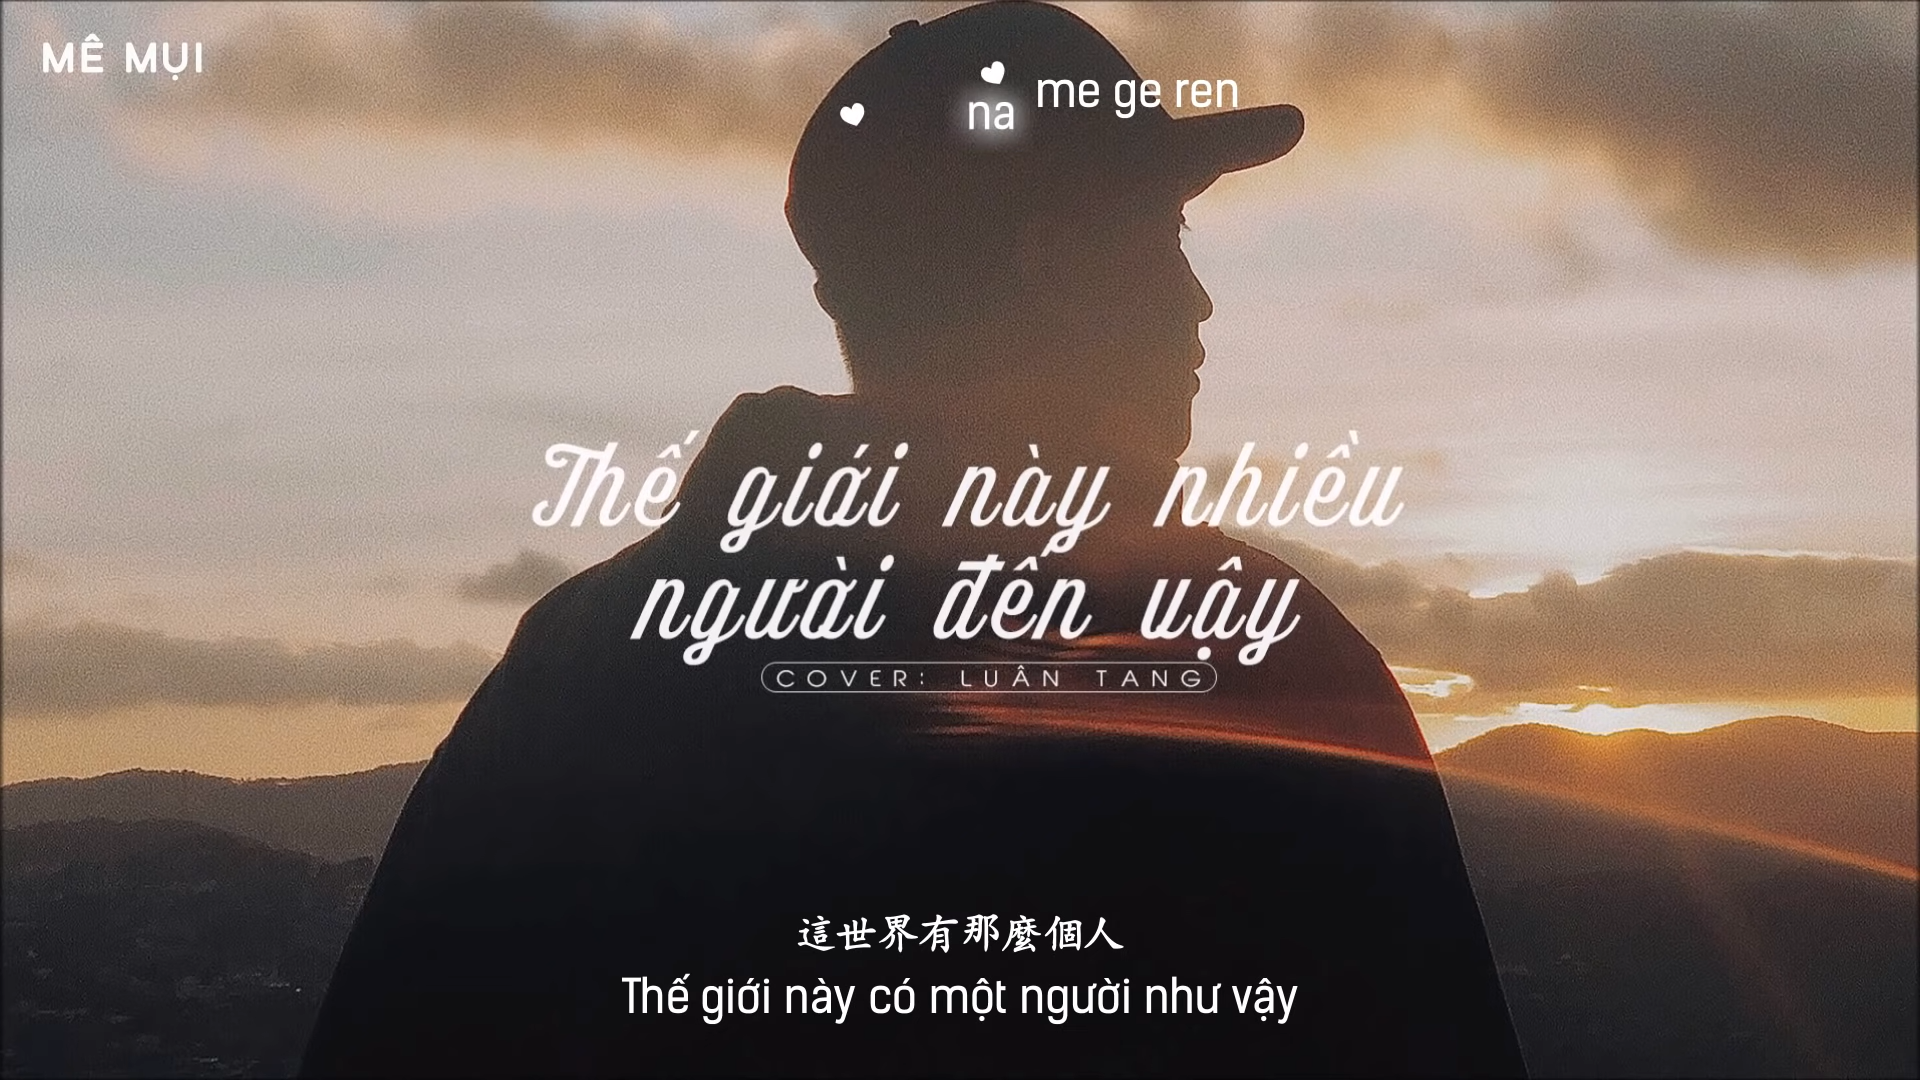 MÊ MỤI
na me ge ren
Thế giới này nhiều
người đến vậy
COVER: LUÂN TANG
這世界有那麼個人
Thế giới này có một người như vậy